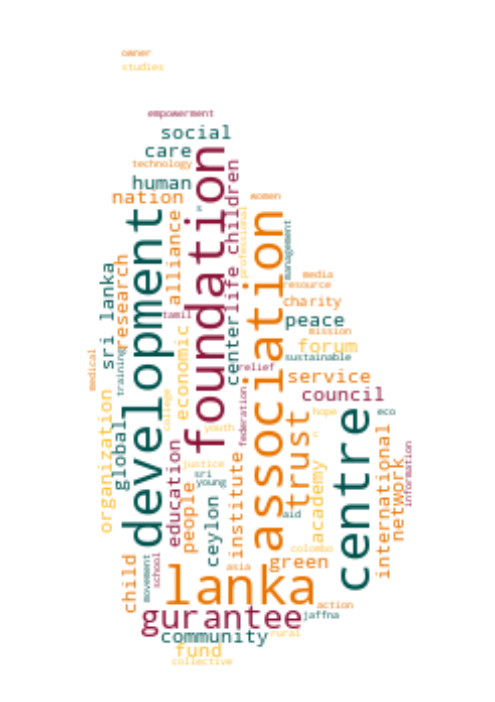 owner
studies
empowerment
social
care
technology
human
nation
women
foundation
children
life
professional
alliance
development
association
management
research
sri lanka
media
resource
charity
tamil
peace
mission
center
economic
forum
sustainable
medical
training
relief
service
council
federation
organization
global
college
youth
hope
eco
centre
trust
education
people
justice
sri
young
institute
academy
international
network
information
ceylon
aid
colombo
green
child
movement
school
asia
lanka
action
gurantee
jaffna
community
rural
fund
collective